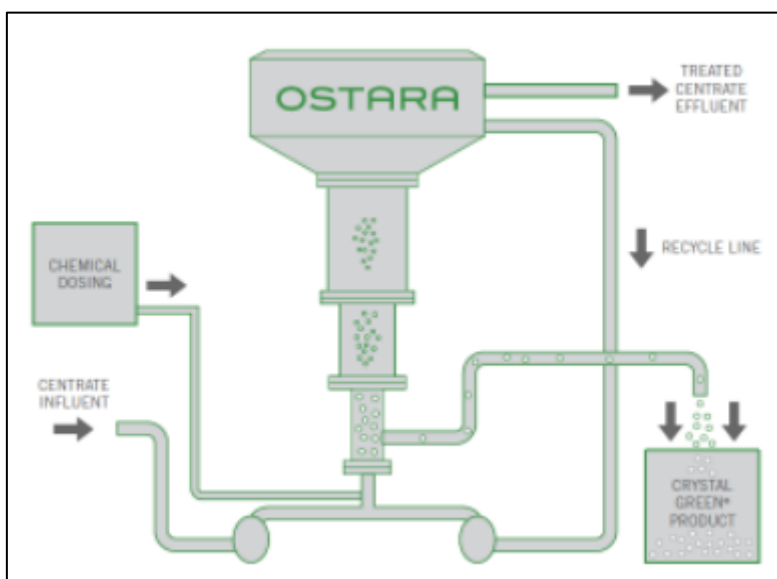 OSTARA
TREATED
CENTRATE
EFFLUENT
CHEMICAL
DOSING
RECYCLE LINE
CENTRATE
INFLUENT
CRYSTAL
GREEN®
PRODUCT